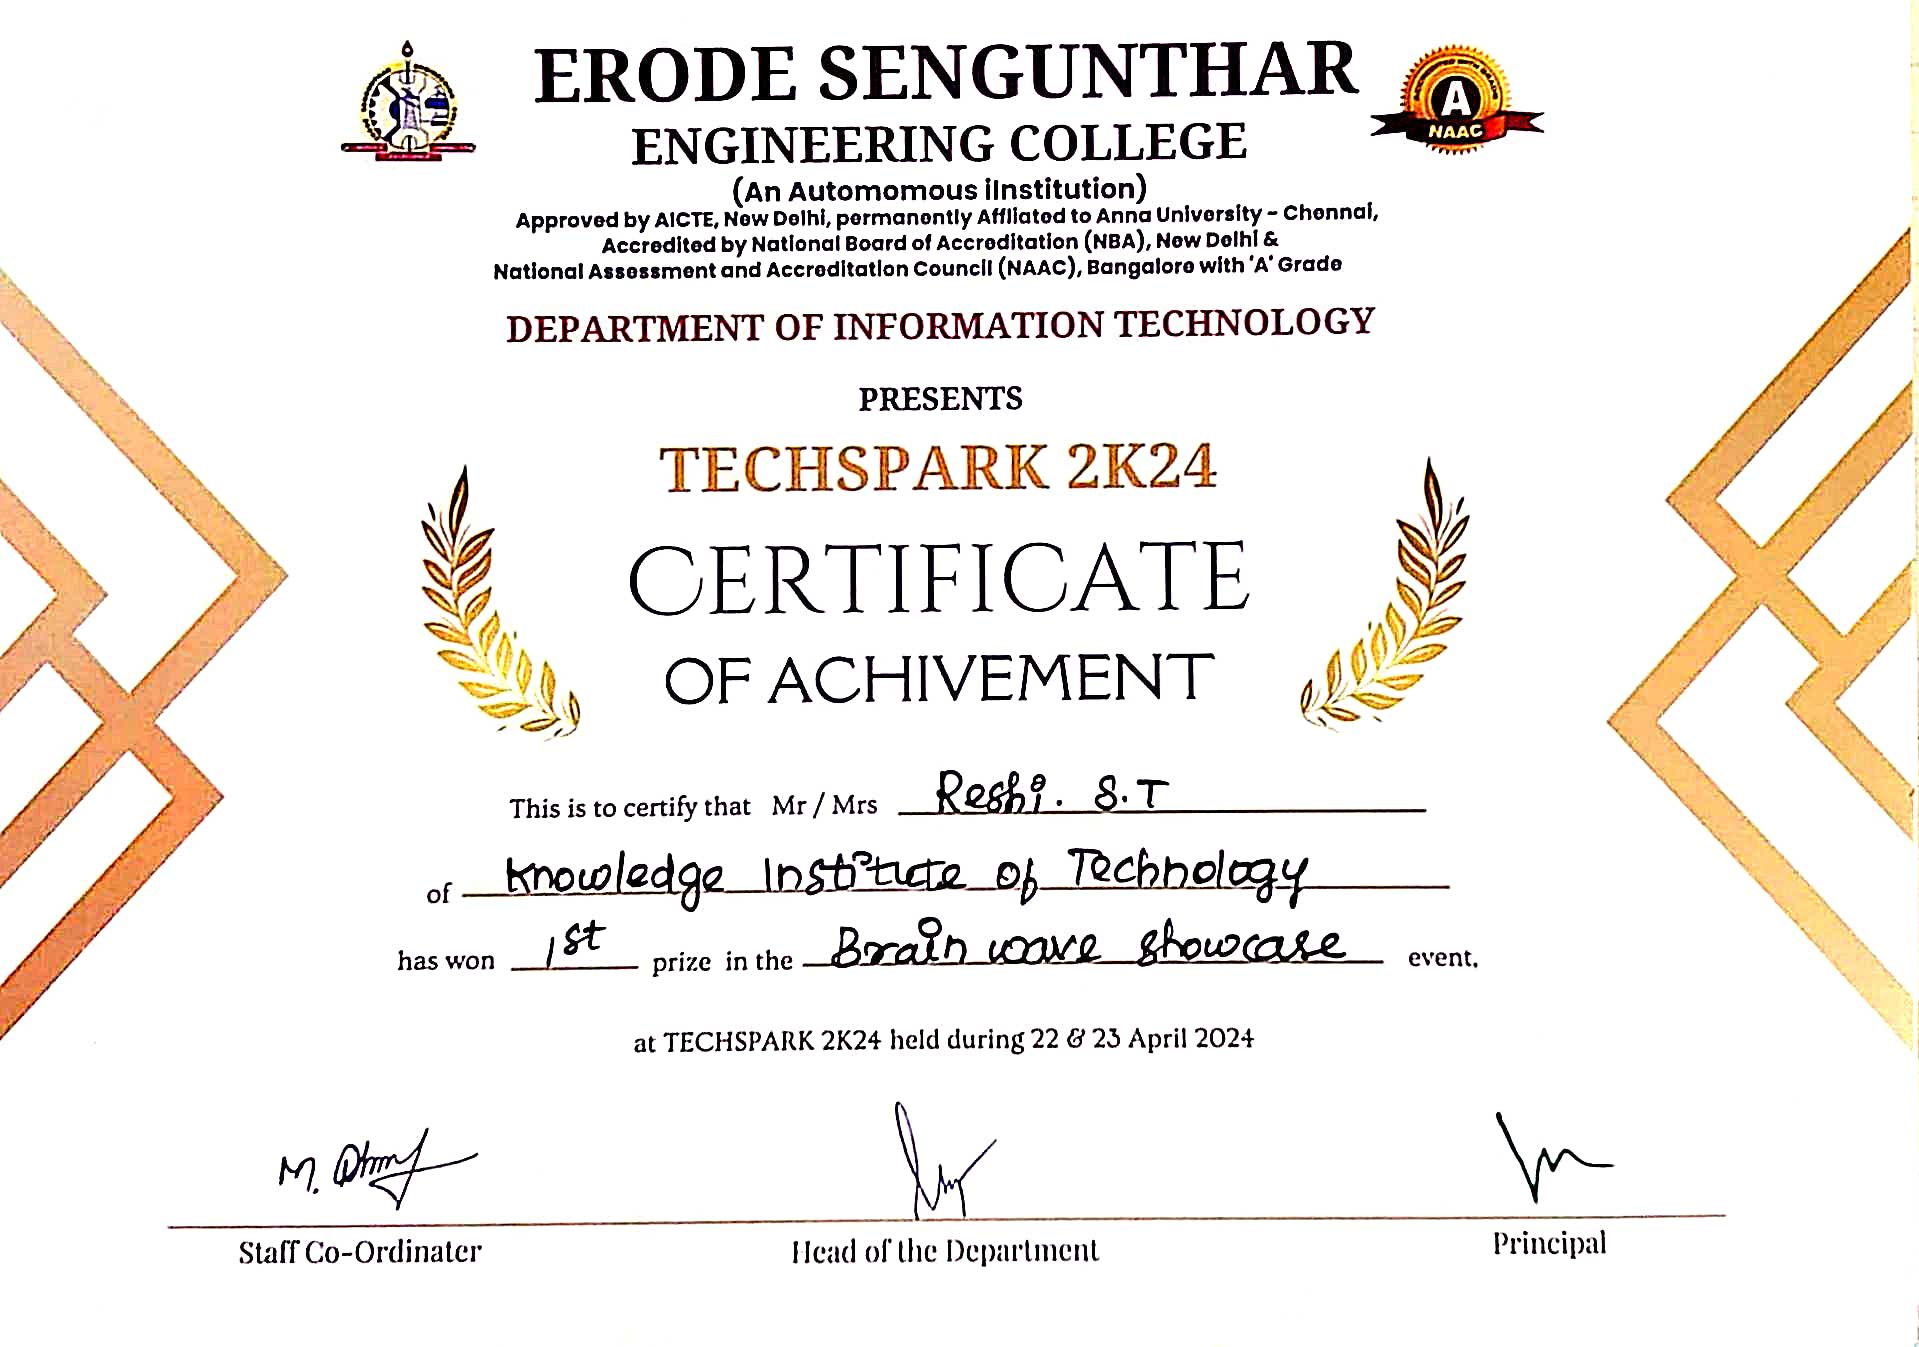 ERODE SENGUNTHAR
ENGINEERING COLLEGE
(An Automomous iInstitution)
Approved by AICTE, New Delhi, permanently Affliated to Anna University - Chennai,
Accredited by National Board of Accreditation (NBA), New Delhi &
National Assessment and Accreditation Council (NAAC), Bangalore with 'A' Grade
A
NAAC
DEPARTMENT OF INFORMATION TECHNOLOGY
PRESENTS
TECHSPARK 2K24
CERTIFICATE
OF ACHIVEMENT
This is to certify that Mr / Mrs Reshi. S.T
of Knowledge Institute of Technology
has won 1st prize in the Brain wave showcase event.
at TECHSPARK 2K24 held during 22 & 23 April 2024
M.
Staff Co-Ordinater Head of the Department Principal